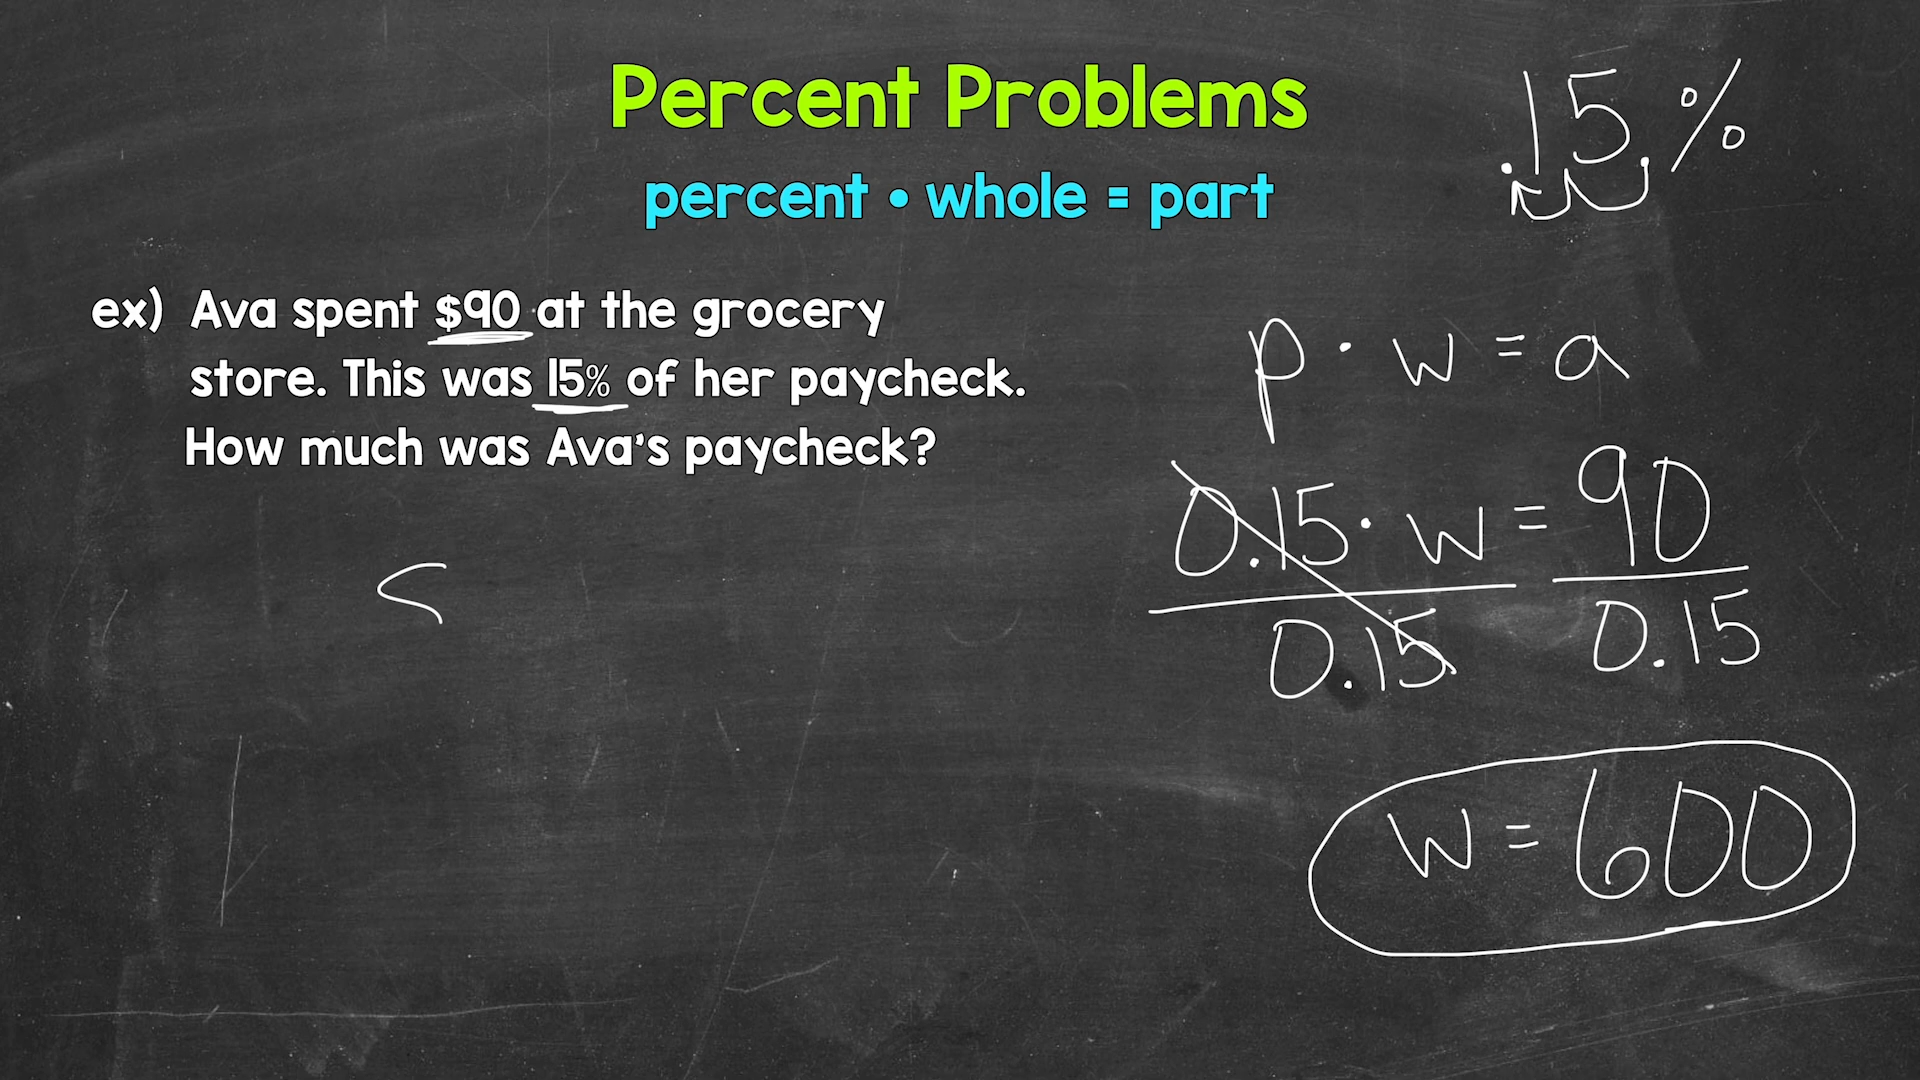 Percent Problems
percent • whole = part
.15.%
ex) Ava spent $90 at the grocery
store. This was 15% of her paycheck.
How much was Ava's paycheck?
p · w = a
0.15 · w = 90
0.15 0.15
w = 600